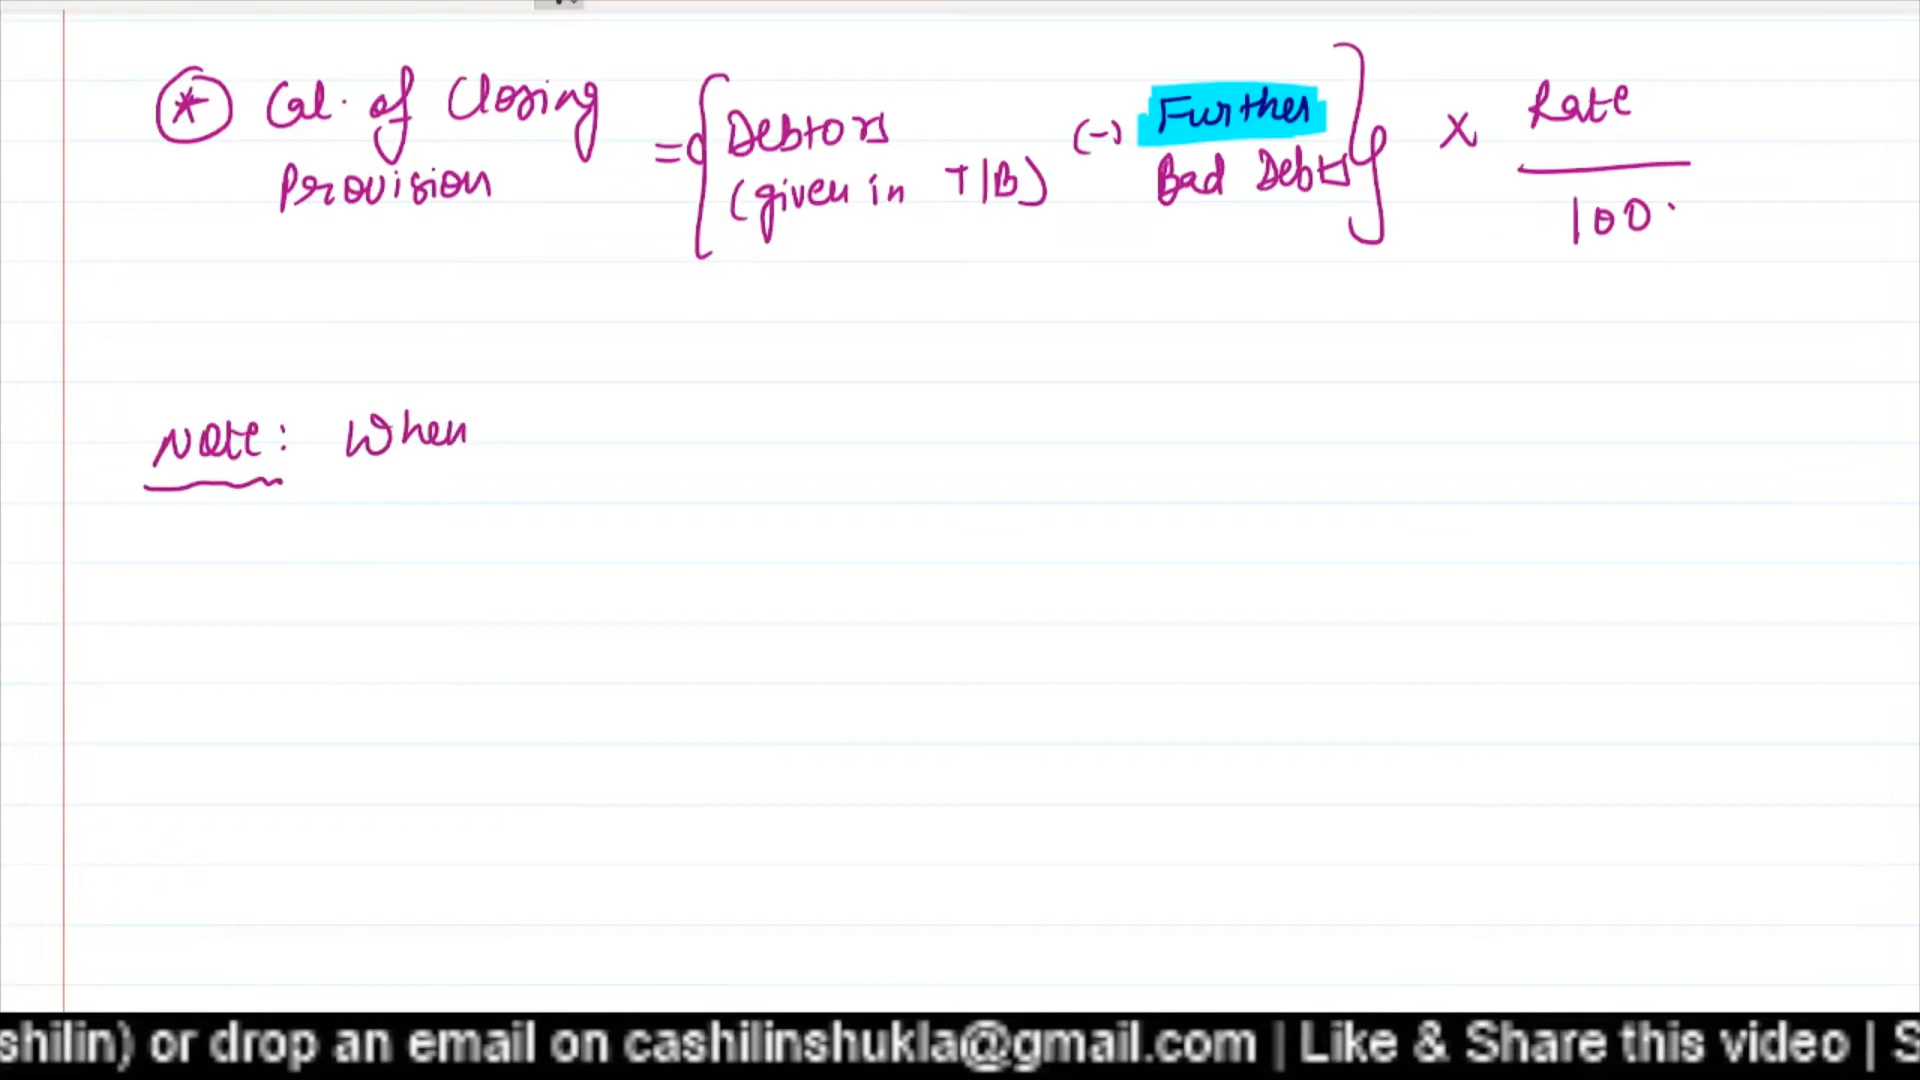 * Cal. of Closing Provision = { Debtors (given in T/B) (-) Further Bad Debts } x Rate / 100.
Note: When
shilin) or drop an email on cashilinshukla@gmail.com | Like & Share this video | S